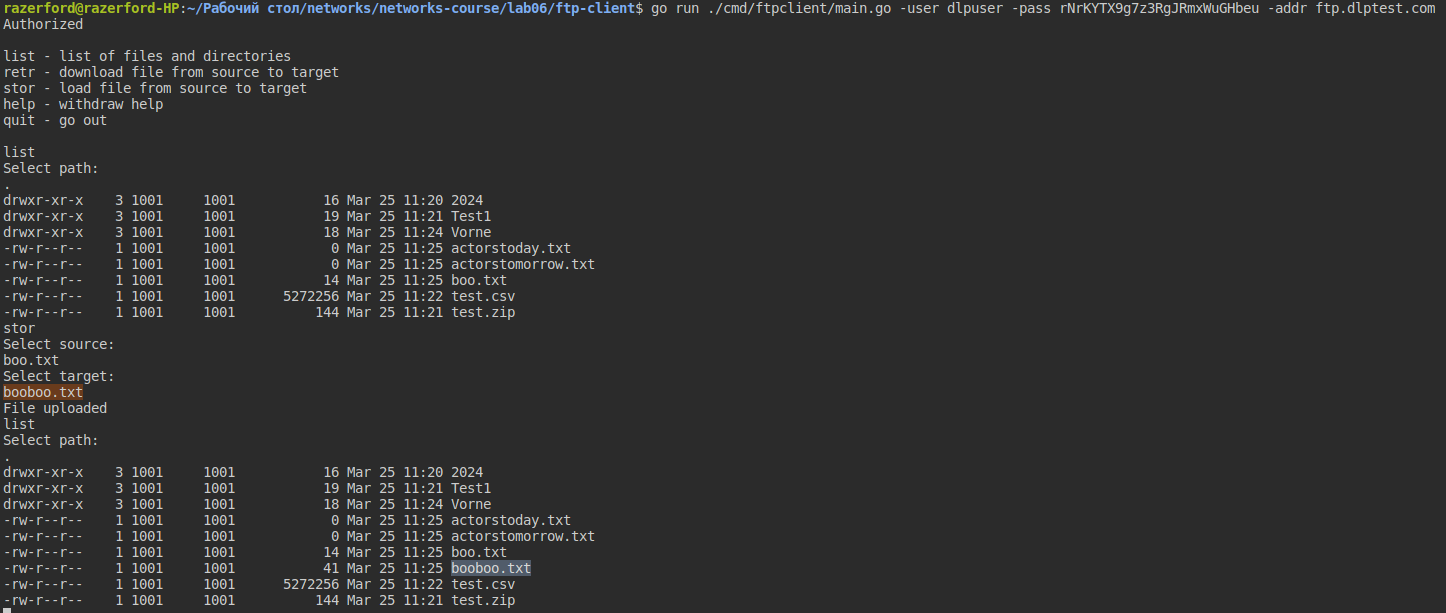 razerford@razerford-HP:~/Рабочий стол/networks/networks-course/lab06/ftp-client$ go run ./cmd/ftpclient/main.go -user dlpuser -pass rNrKYTX9g7z3RgJRmxWuGHbeu -addr ftp.dlptest.com
Authorized

list - list of files and directories
retr - download file from source to target
stor - load file from source to target
help - withdraw help
quit - go out

list
Select path:
.
drwxr-xr-x    3 1001     1001           16 Mar 25 11:20 2024
drwxr-xr-x    3 1001     1001           19 Mar 25 11:21 Test1
drwxr-xr-x    3 1001     1001           18 Mar 25 11:24 Vorne
-rw-r--r--    1 1001     1001            0 Mar 25 11:25 actorstoday.txt
-rw-r--r--    1 1001     1001            0 Mar 25 11:25 actorstomorrow.txt
-rw-r--r--    1 1001     1001           14 Mar 25 11:25 boo.txt
-rw-r--r--    1 1001     1001      5272256 Mar 25 11:22 test.csv
-rw-r--r--    1 1001     1001          144 Mar 25 11:21 test.zip
stor
Select source:
boo.txt
Select target:
booboo.txt
File uploaded
list
Select path:
.
drwxr-xr-x    3 1001     1001           16 Mar 25 11:20 2024
drwxr-xr-x    3 1001     1001           19 Mar 25 11:21 Test1
drwxr-xr-x    3 1001     1001           18 Mar 25 11:24 Vorne
-rw-r--r--    1 1001     1001            0 Mar 25 11:25 actorstoday.txt
-rw-r--r--    1 1001     1001            0 Mar 25 11:25 actorstomorrow.txt
-rw-r--r--    1 1001     1001           14 Mar 25 11:25 boo.txt
-rw-r--r--    1 1001     1001           41 Mar 25 11:25 booboo.txt
-rw-r--r--    1 1001     1001      5272256 Mar 25 11:22 test.csv
-rw-r--r--    1 1001     1001          144 Mar 25 11:21 test.zip